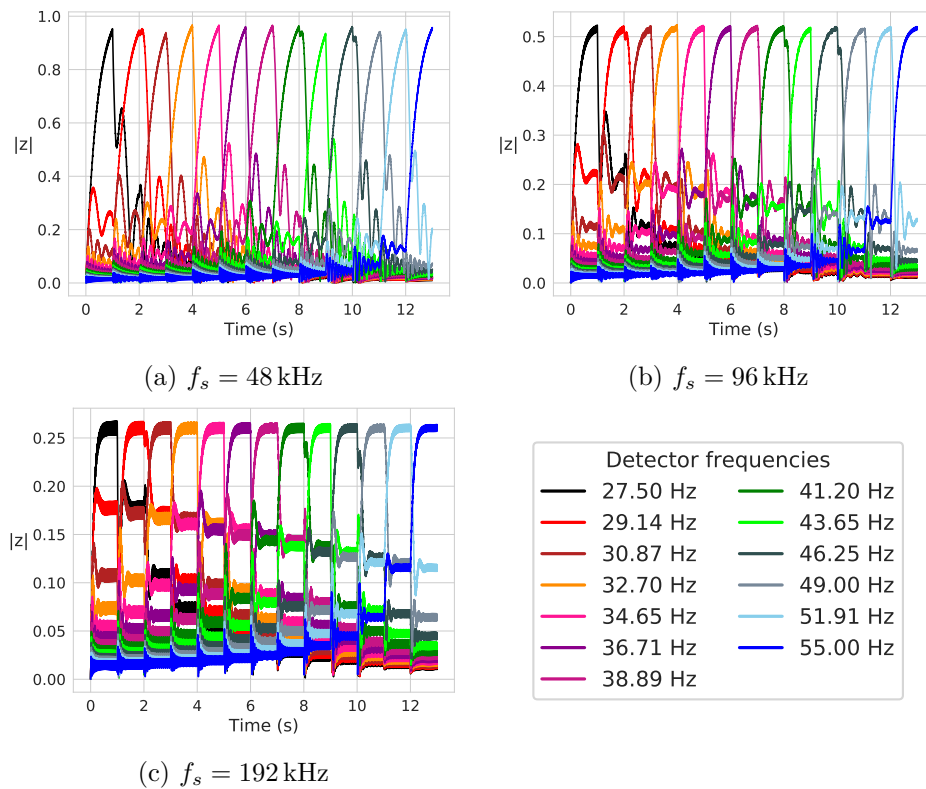 1.0
0.8
0.6
0.4
0.2
0.0
|z|
0 2 4 6 8 10 12
Time (s)
(a) fs = 48 kHz
0.5
0.4
0.3
0.2
0.1
0.0
|z|
0 2 4 6 8 10 12
Time (s)
(b) fs = 96 kHz
0.25
0.20
0.15
0.10
0.05
0.00
|z|
0 2 4 6 8 10 12
Time (s)
(c) fs = 192 kHz
Detector frequencies
27.50 Hz
29.14 Hz
30.87 Hz
32.70 Hz
34.65 Hz
36.71 Hz
38.89 Hz
41.20 Hz
43.65 Hz
46.25 Hz
49.00 Hz
51.91 Hz
55.00 Hz